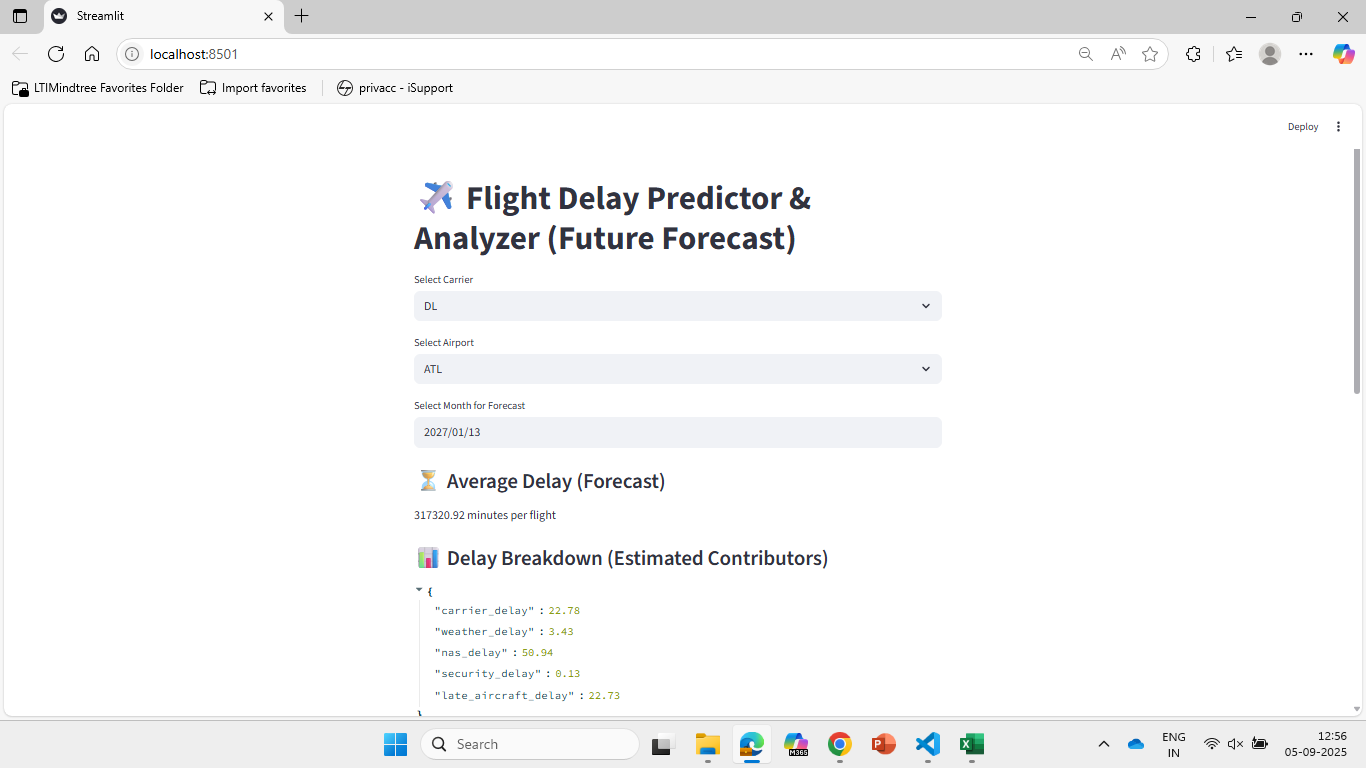 Streamlit
localhost:8501
LTIMindtree Favorites Folder
Import favorites
privacc - iSupport
Deploy
Flight Delay Predictor &
Analyzer (Future Forecast)
Select Carrier
DL
Select Airport
ATL
Select Month for Forecast
2027/01/13
Average Delay (Forecast)
317320.92 minutes per flight
Delay Breakdown (Estimated Contributors)
{
"carrier_delay" : 22.78
"weather_delay" : 3.43
"nas_delay" : 50.94
"security_delay" : 0.13
"late_aircraft_delay" : 22.73
}
Search
M365
ENG
IN
12:56
05-09-2025